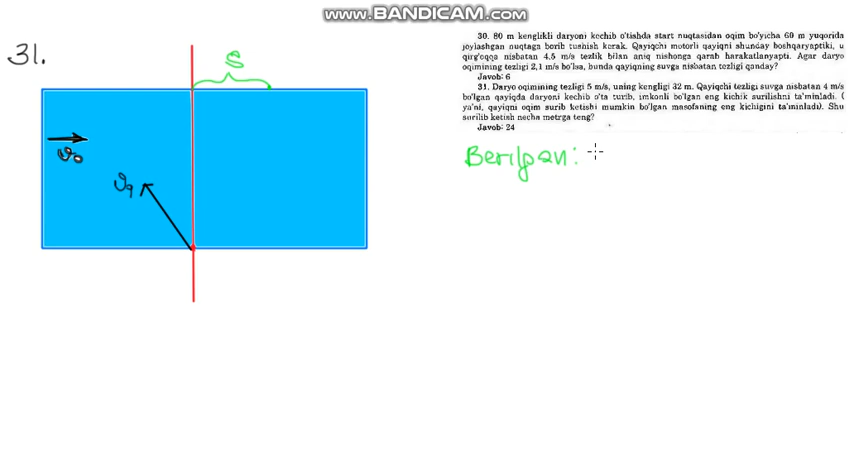 www.BANDICAM.com
31.
S
30. 80 m kenglikli daryoni kechib o'tishda start nuqtasidan oqim bo'yicha 60 m yuqorida
joylashgan nuqtaga borib tushish kerak. Qayiqchi motorli qayiqni shunday boshqaryaptiki, u
qirg'oqqa nisbatan 4,5 m/s tezlik bilan aniq nishonga qarab harakatlanyapti. Agar daryo
oqimining tezligi 2,1 m/s bo'lsa, bunda qayiqning suvga nisbatan tezligi qanday?
Javob: 6
31. Daryo oqimining tezligi 5 m/s, uning kengligi 32 m. Qayiqchi tezligi suvga nisbatan 4 m/s
bo'lgan qayiqda daryoni kechib o'ta turib, imkonli bo'lgan eng kichik surilishni ta'minladi. (
ya'ni, qayiqni oqim surib ketishi mumkin bo'lgan masofaning eng kichigini ta'minladi). Shu
surilib ketish necha metrga teng?
Javob: 24
Berilgan:
ϑ₀
ϑq